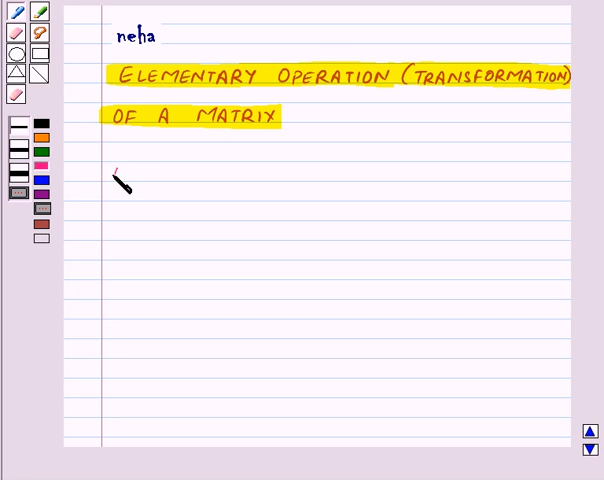 neha
ELEMENTARY OPERATION (TRANSFORMATION)
OF A MATRIX